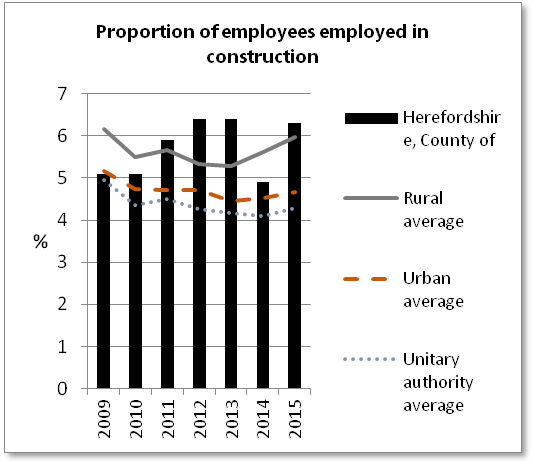 Proportion of employees employed in
construction
7
6
5
4
3
2
1
0
%
2009
2010
2011
2012
2013
2014
2015
Herefordshir
e, County of
Rural
average
Urban
average
Unitary
authority
average